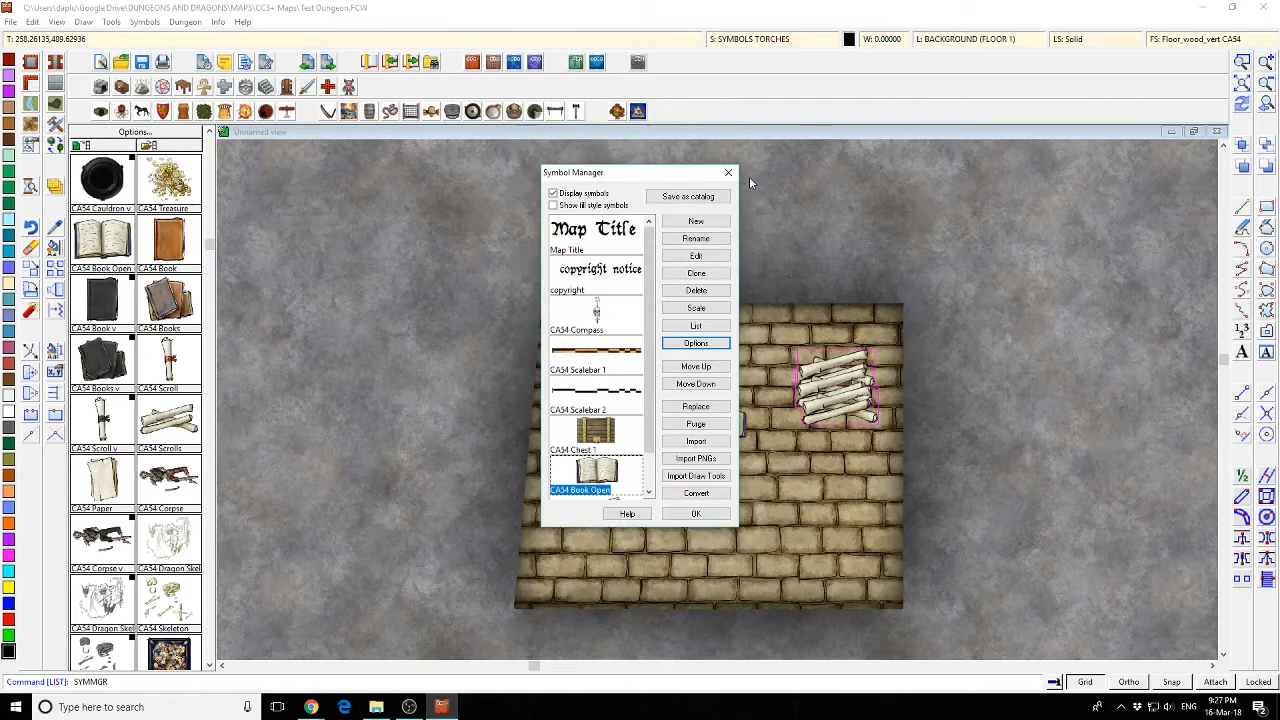 C:\Users\daplu\Google Drive\DUNGEONS AND DRAGONS\MAPS\CC3+ Maps\Test Dungeon.FCW
File Edit View Draw Tools Symbols Dungeon Info Help
T: 258.26135,489.62936
S: SYMBOLS TORCHES
W: 0.00000
L: BACKGROUND (FLOOR 1)
LS: Solid
FS: Floor_wood_vert CA54
Options...
Unnamed view
CA54 Cauldron v
CA54 Treasure
CA54 Book Open
CA54 Book
CA54 Book v
CA54 Books
CA54 Books v
CA54 Scroll
CA54 Scroll v
CA54 Scrolls
CA54 Paper
CA54 Corpse
CA54 Corpse v
CA54 Dragon Skel
CA54 Dragon Skel
CA54 Skeleton
Symbol Manager
Display symbols
Show fill style symbols
Save as catalog
Map Title
Map Title
copyright notice
copyright
CA54 Compass
CA54 Scalebar 1
CA54 Scalebar 2
CA54 Chest 1
CA54 Book Open
New
Rename
Edit
Clone
Delete
Scale
List
Options
Move Up
Move Down
Replace
Purge
Import
Import PNGs
Import Draw Tools
Convert
Help
OK
Command [LIST]: SYMMGR
Grid
Ortho
Snap
Attach
Locked
Type here to search
ENG
9:27 PM
16-Mar-18